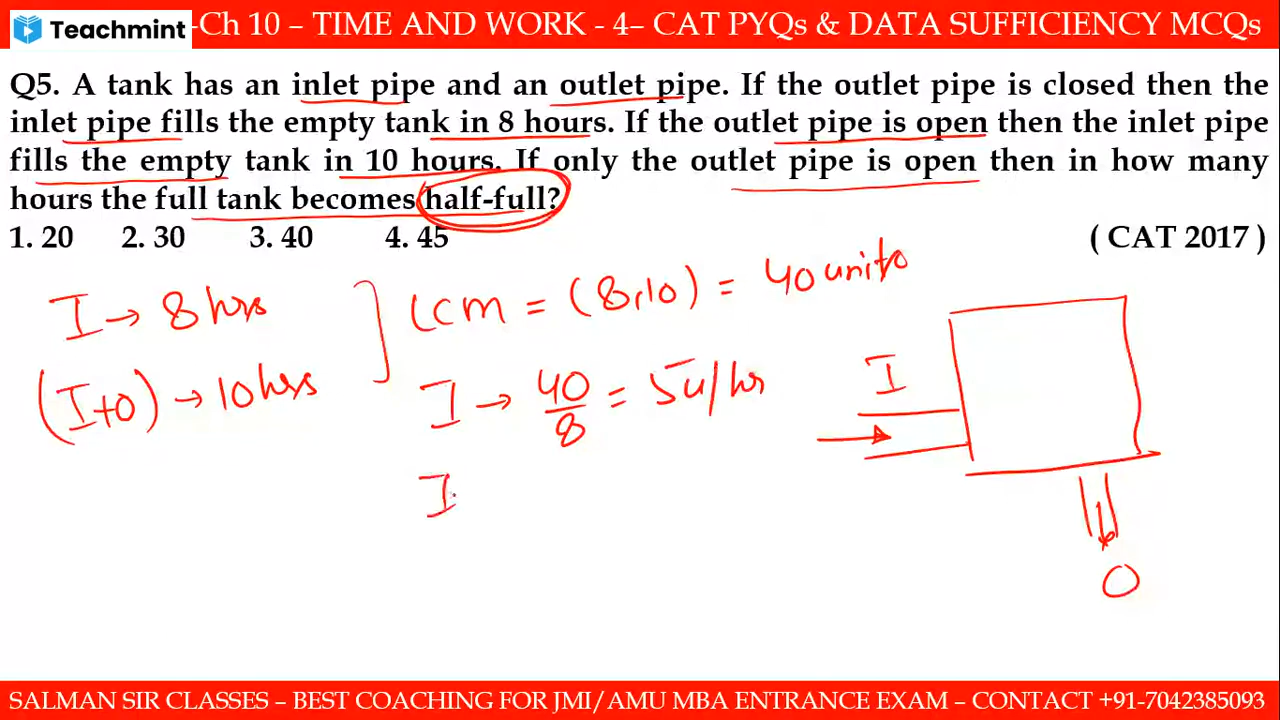 Teachmint -Ch 10 – TIME AND WORK - 4– CAT PYQs & DATA SUFFICIENCY MCQs
Q5. A tank has an inlet pipe and an outlet pipe. If the outlet pipe is closed then the
inlet pipe fills the empty tank in 8 hours. If the outlet pipe is open then the inlet pipe
fills the empty tank in 10 hours. If only the outlet pipe is open then in how many
hours the full tank becomes half-full?
1. 20 2. 30 3. 40 4. 45 ( CAT 2017 )
I → 8 hrs
(I+O) → 10 hrs
LCM = (8,10) = 40 units
I → 40/8 = 5u/hr
I
I
O
SALMAN SIR CLASSES – BEST COACHING FOR JMI/AMU MBA ENTRANCE EXAM – CONTACT +91-7042385093